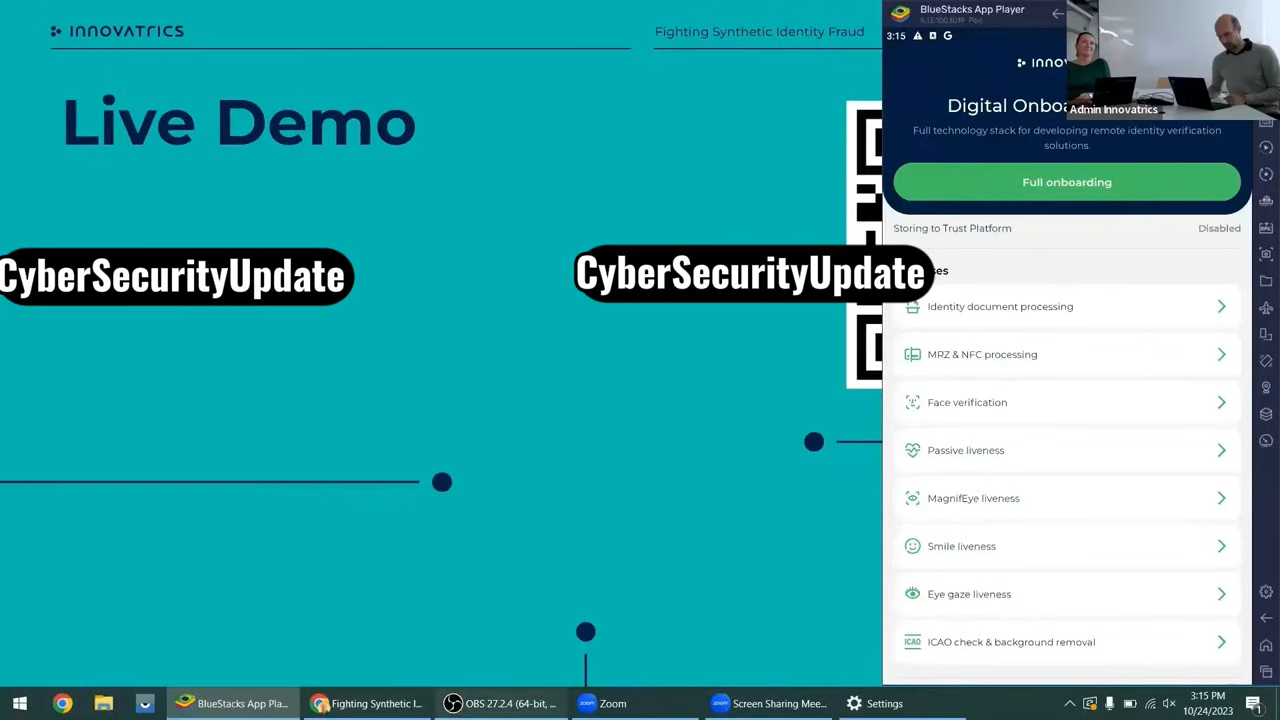 INNOVATRICS
Fighting Synthetic Identity Fraud
Live Demo
CyberSecurityUpdate
CyberSecurityUpdate
BlueStacks App Player
3:15
Admin Innovatrics
Full technology stack for developing remote identity verification
solutions.
Full onboarding
Storing to Trust Platform Disabled
Identity document processing
MRZ & NFC processing
Face verification
Passive liveness
MagnifEye liveness
Smile liveness
Eye gaze liveness
ICAO ICAO check & background removal
BlueStacks App Pla...
Fighting Synthetic I...
OBS 27.2.4 (64-bit, ...
Zoom
Screen Sharing Mee...
Settings
3:15 PM
10/24/2023